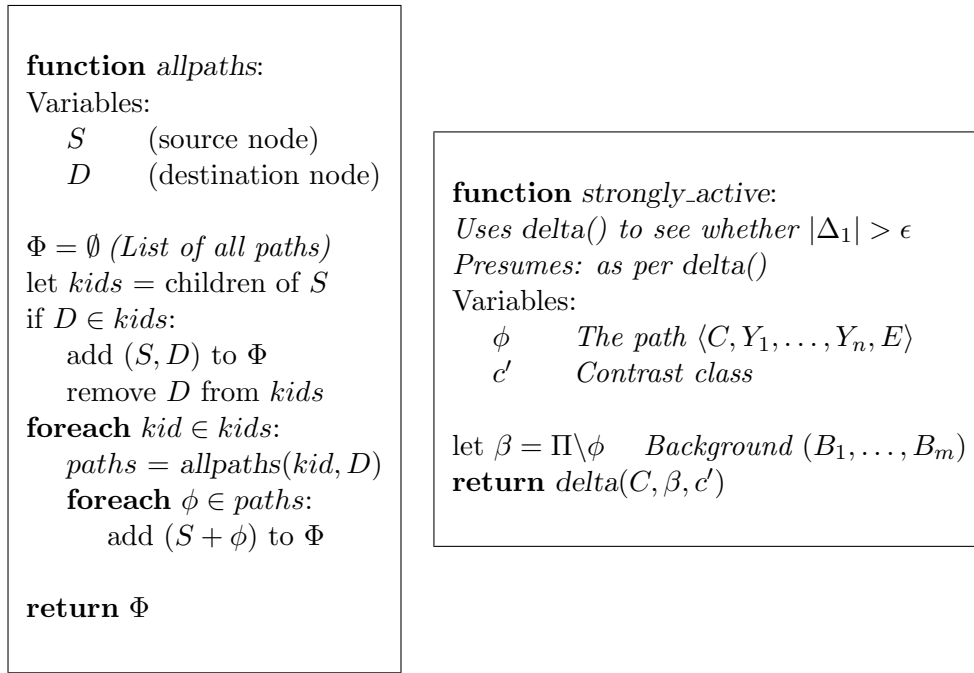 function allpaths:
Variables:
S (source node)
D (destination node)
Φ = ∅ (List of all paths)
let kids = children of S
if D ∈ kids:
add (S, D) to Φ
remove D from kids
foreach kid ∈ kids:
paths = allpaths(kid, D)
foreach ϕ ∈ paths:
add (S + ϕ) to Φ
return Φ
function strongly_active:
Uses delta() to see whether |Δ₁| > ϵ
Presumes: as per delta()
Variables:
ϕ The path ⟨C, Y₁, . . . , Yₙ, E⟩
c′ Contrast class
let β = Π\ϕ Background (B₁, . . . , Bₘ)
return delta(C, β, c′)